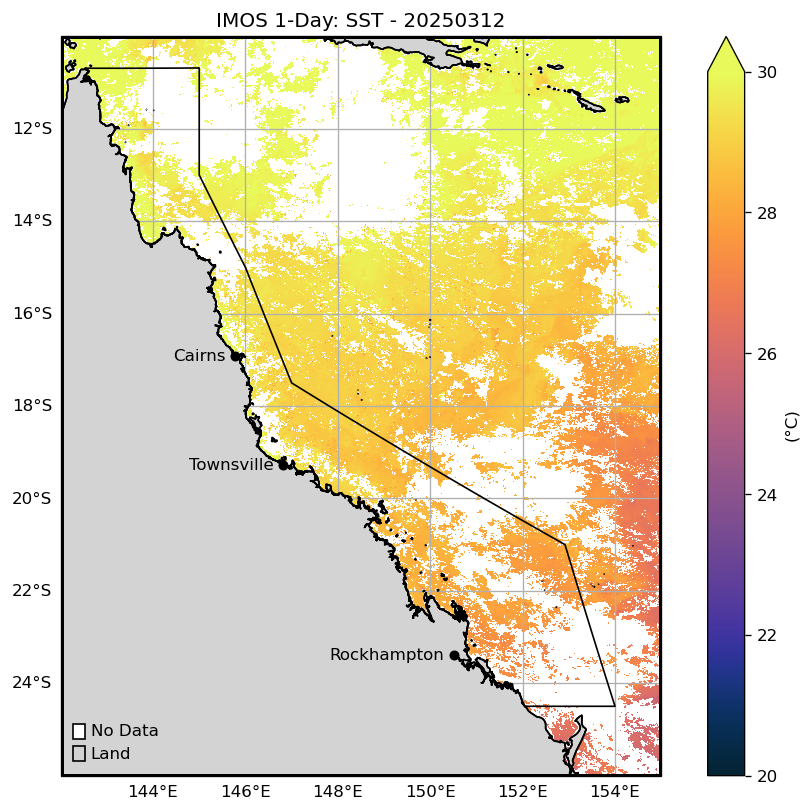 IMOS 1-Day: SST - 20250312
12°S
14°S
16°S
18°S
20°S
22°S
24°S
Cairns
Townsville
Rockhampton
No Data
Land
144°E 146°E 148°E 150°E 152°E 154°E
30
28
26
24
22
20
(°C)